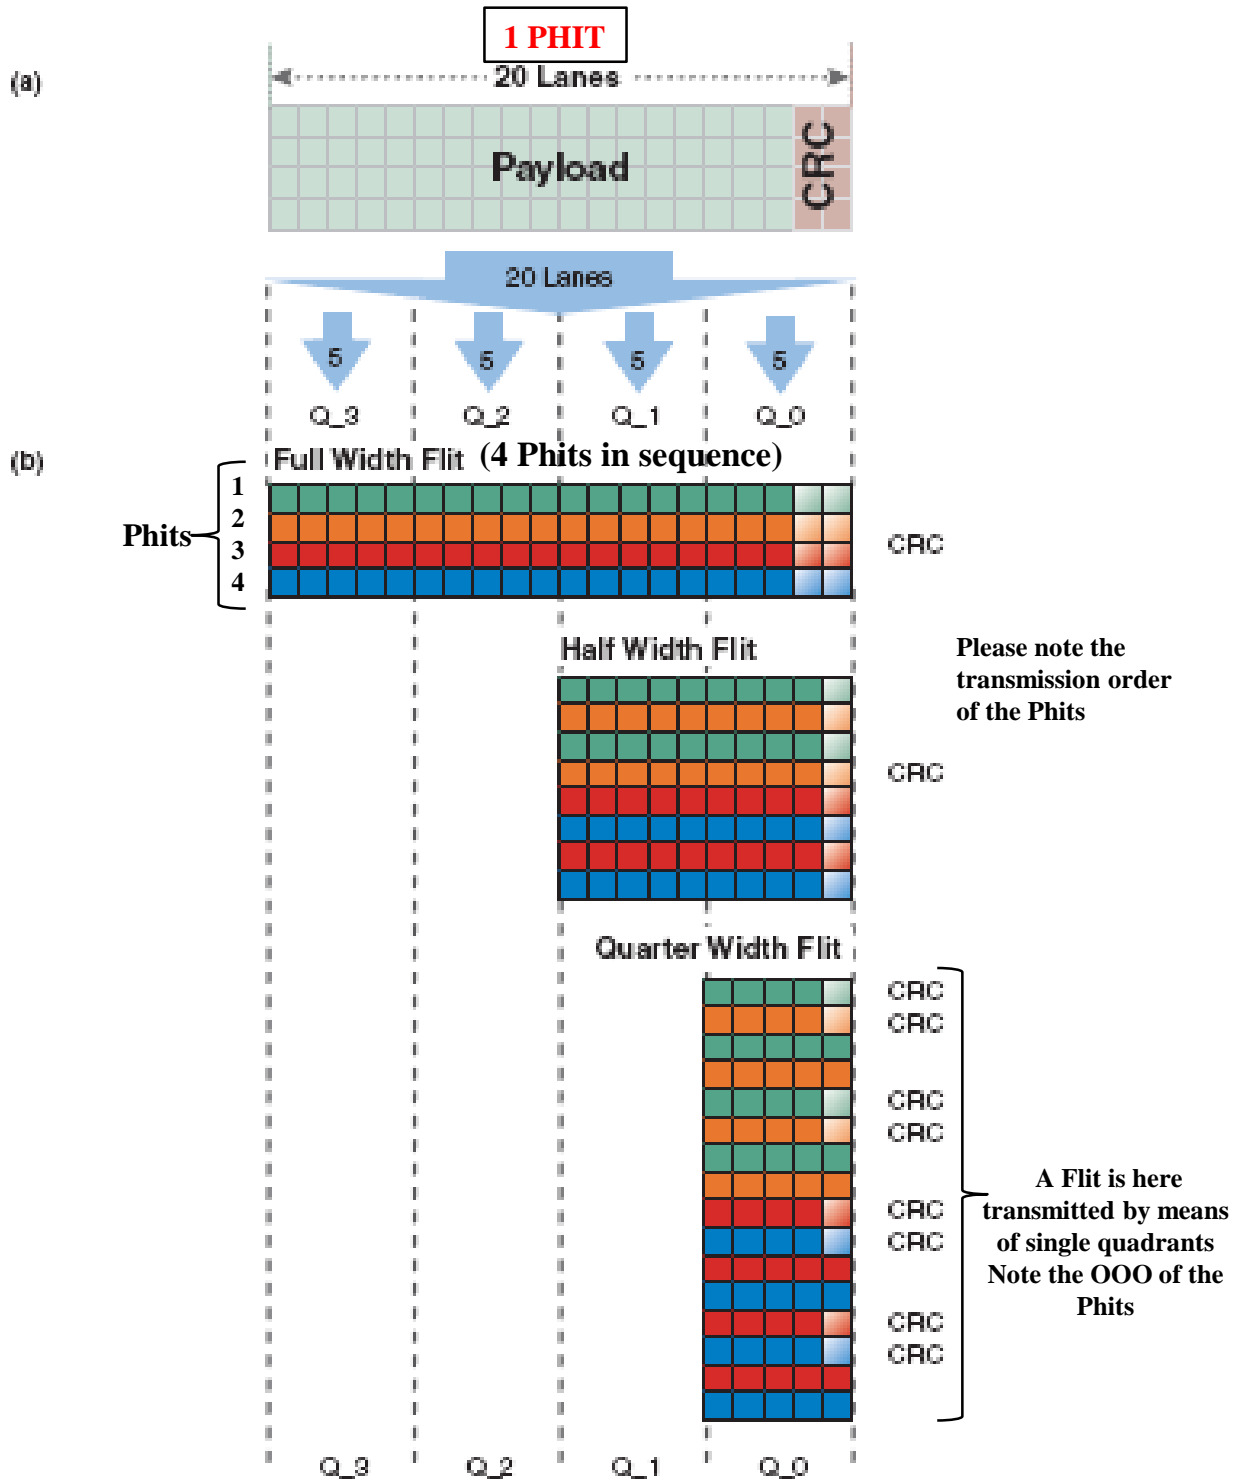 1 PHIT
(a)
20 Lanes
Payload
CRC
20 Lanes
5
5
5
5
Q_3
Q_2
Q_1
Q_0
(b)
Full Width Flit (4 Phits in sequence)
Phits
1
2
3
4
CRC
Half Width Flit
Please note the
transmission order
of the Phits
CRC
Quarter Width Flit
CRC
CRC
CRC
CRC
CRC
CRC
CRC
CRC
A Flit is here
transmitted by means
of single quadrants
Note the OOO of the
Phits
Q_3
Q_2
Q_1
Q_0